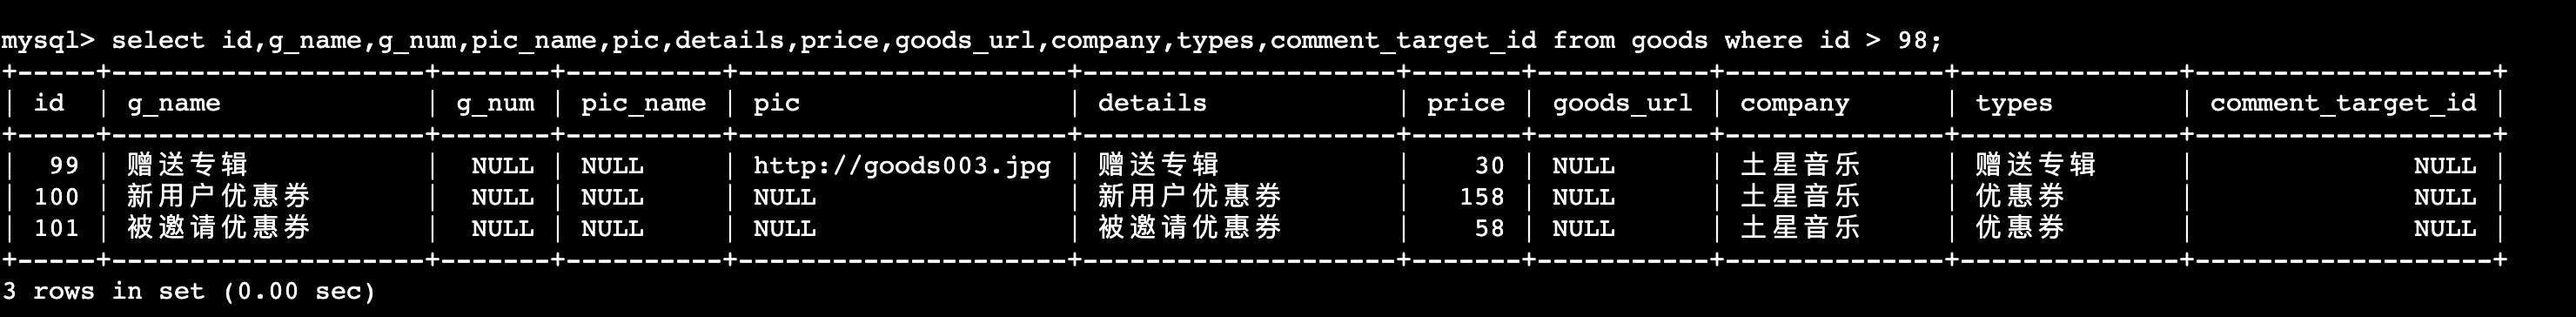 mysql> select id,g_name,g_num,pic_name,pic,details,price,goods_url,company,types,comment_target_id from goods where id > 98;
+-----+--------------------+-------+----------+---------------------+--------------------+-------+-----------+--------------+--------------+-------------------+
| id | g_name | g_num | pic_name | pic | details | price | goods_url | company | types | comment_target_id |
+-----+--------------------+-------+----------+---------------------+--------------------+-------+-----------+--------------+--------------+-------------------+
| 99 | 赠送专辑 | NULL | NULL | http://goods003.jpg | 赠送专辑 | 30 | NULL | 土星音乐 | 赠送专辑 | NULL |
| 100 | 新用户优惠券 | NULL | NULL | NULL | 新用户优惠券 | 158 | NULL | 土星音乐 | 优惠券 | NULL |
| 101 | 被邀请优惠券 | NULL | NULL | NULL | 被邀请优惠券 | 58 | NULL | 土星音乐 | 优惠券 | NULL |
+-----+--------------------+-------+----------+---------------------+--------------------+-------+-----------+--------------+--------------+-------------------+
3 rows in set (0.00 sec)